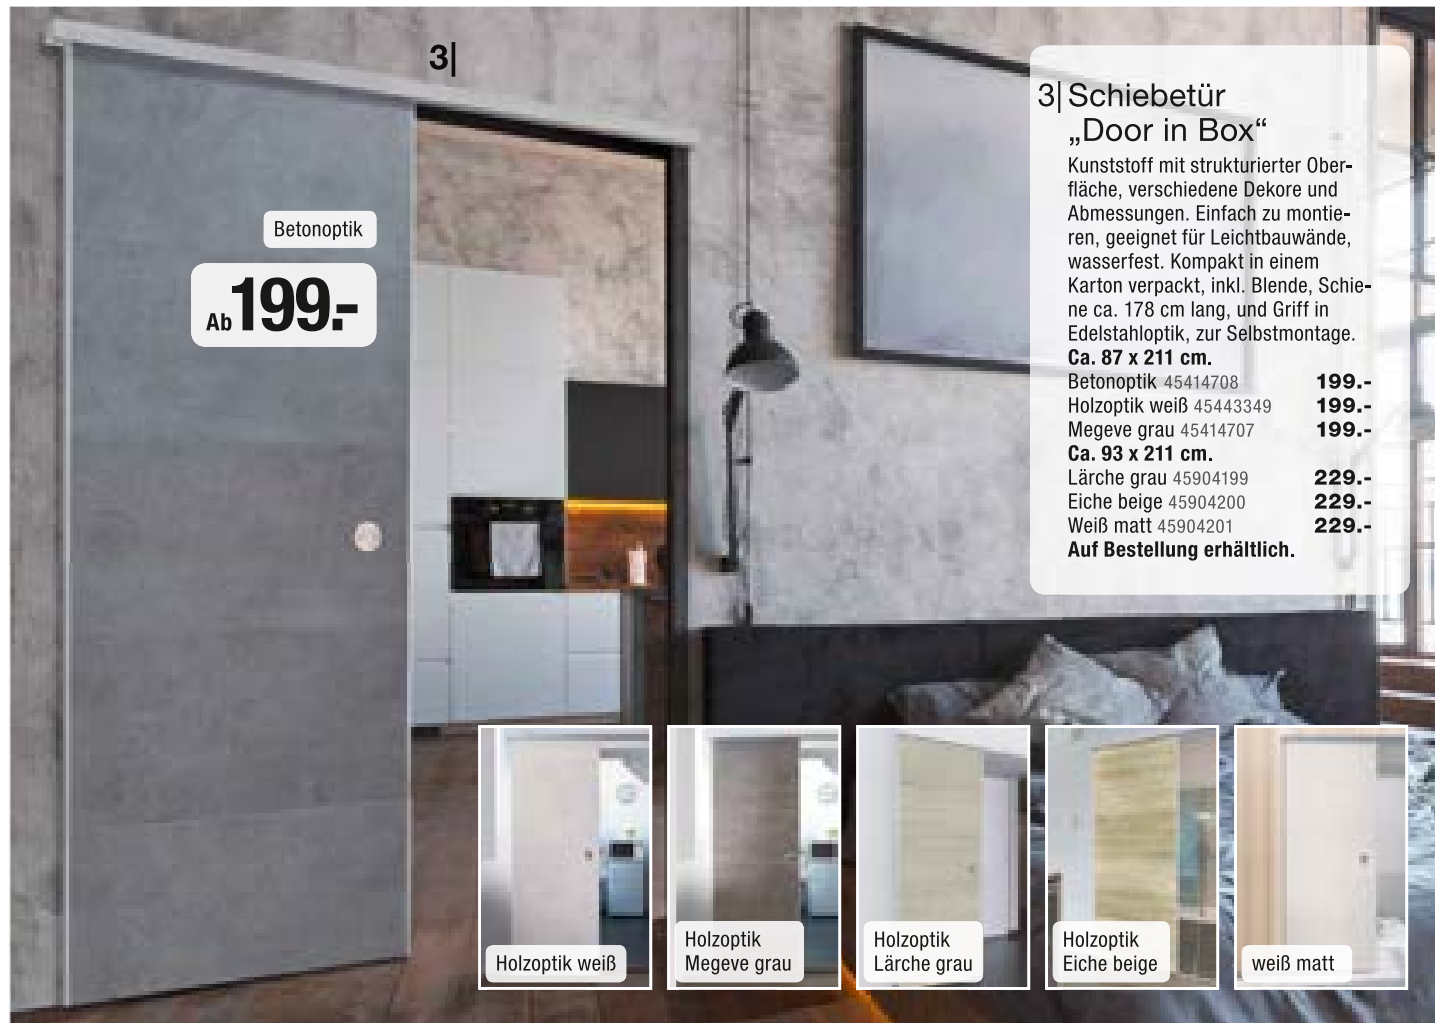 3|
Betonoptik
Ab 199.-
3| Schiebetür
„Door in Box“
Kunststoff mit strukturierter Ober-
fläche, verschiedene Dekore und
Abmessungen. Einfach zu montie-
ren, geeignet für Leichtbauwände,
wasserfest. Kompakt in einem
Karton verpackt, inkl. Blende, Schie-
ne ca. 178 cm lang, und Griff in
Edelstahloptik, zur Selbstmontage.
Ca. 87 x 211 cm.
Betonoptik 45414708 199.-
Holzoptik weiß 45443349 199.-
Megeve grau 45414707 199.-
Ca. 93 x 211 cm.
Lärche grau 45904199 229.-
Eiche beige 45904200 229.-
Weiß matt 45904201 229.-
Auf Bestellung erhältlich.
Holzoptik weiß
Holzoptik
Megeve grau
Holzoptik
Lärche grau
Holzoptik
Eiche beige
weiß matt